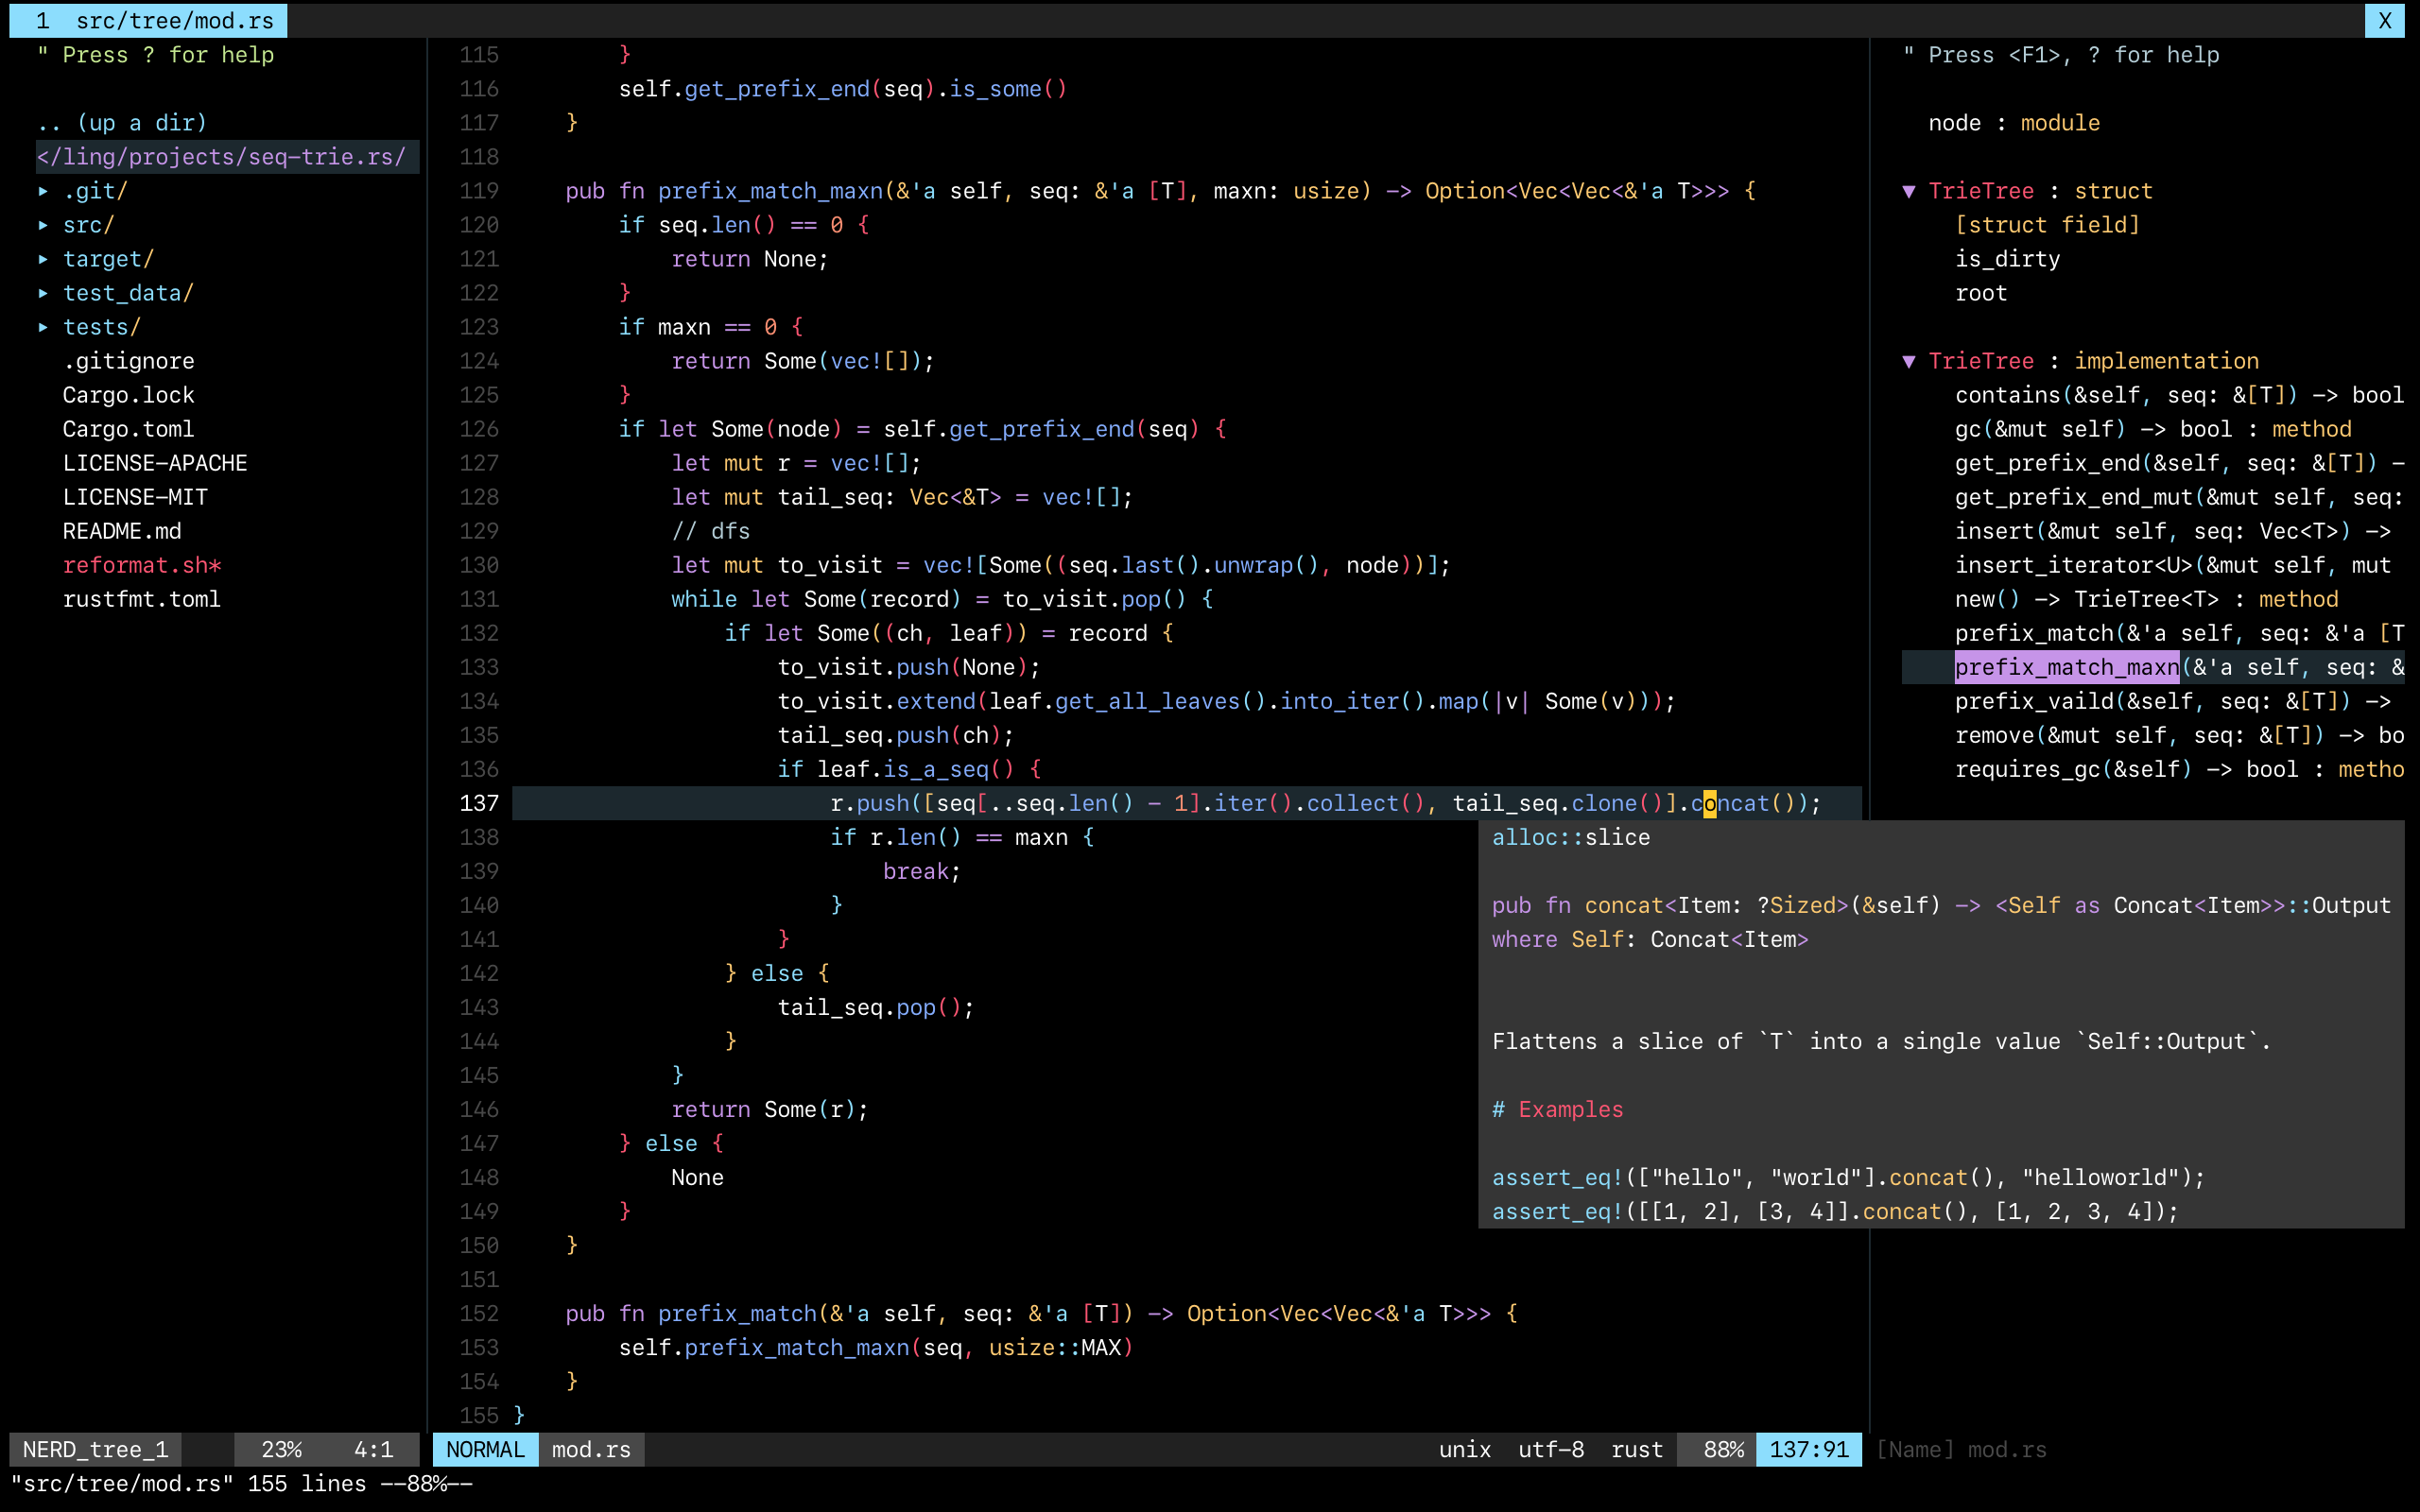 1  src/tree/mod.rs
X
" Press ? for help
.. (up a dir)
</ling/projects/seq-trie.rs/
▸ .git/
▸ src/
▸ target/
▸ test_data/
▸ tests/
.gitignore
Cargo.lock
Cargo.toml
LICENSE-APACHE
LICENSE-MIT
README.md
reformat.sh*
rustfmt.toml
115         }
116         self.get_prefix_end(seq).is_some()
117     }
118
119     pub fn prefix_match_maxn(&'a self, seq: &'a [T], maxn: usize) -> Option<Vec<Vec<&'a T>>> {
120         if seq.len() == 0 {
121             return None;
122         }
123         if maxn == 0 {
124             return Some(vec![]);
125         }
126         if let Some(node) = self.get_prefix_end(seq) {
127             let mut r = vec![];
128             let mut tail_seq: Vec<&T> = vec![];
129             // dfs
130             let mut to_visit = vec![Some((seq.last().unwrap(), node))];
131             while let Some(record) = to_visit.pop() {
132                 if let Some((ch, leaf)) = record {
133                     to_visit.push(None);
134                     to_visit.extend(leaf.get_all_leaves().into_iter().map(|v| Some(v)));
135                     tail_seq.push(ch);
136                     if leaf.is_a_seq() {
137                         r.push([seq[..seq.len() - 1].iter().collect(), tail_seq.clone()].concat());
138                         if r.len() == maxn {
139                             break;
140                         }
141                     }
142                 } else {
143                     tail_seq.pop();
144                 }
145             }
146             return Some(r);
147         } else {
148             None
149         }
150     }
151
152     pub fn prefix_match(&'a self, seq: &'a [T]) -> Option<Vec<Vec<&'a T>>> {
153         self.prefix_match_maxn(seq, usize::MAX)
154     }
155 }
alloc::slice
pub fn concat<Item: ?Sized>(&self) -> <Self as Concat<Item>>::Output
where Self: Concat<Item>
Flattens a slice of `T` into a single value `Self::Output`.
# Examples
assert_eq!(["hello", "world"].concat(), "helloworld");
assert_eq!([[1, 2], [3, 4]].concat(), [1, 2, 3, 4]);
" Press <F1>, ? for help
node : module
▼ TrieTree : struct
[struct field]
is_dirty
root
▼ TrieTree : implementation
contains(&self, seq: &[T]) -> bool
gc(&mut self) -> bool : method
get_prefix_end(&self, seq: &[T]) -
get_prefix_end_mut(&mut self, seq:
insert(&mut self, seq: Vec<T>) ->
insert_iterator<U>(&mut self, mut
new() -> TrieTree<T> : method
prefix_match(&'a self, seq: &'a [T
prefix_match_maxn(&'a self, seq: &
prefix_vaild(&self, seq: &[T]) ->
remove(&mut self, seq: &[T]) -> bo
requires_gc(&self) -> bool : metho
NERD_tree_1  23%  4:1
NORMAL  mod.rs  unix  utf-8  rust  88%  137:91
[Name] mod.rs
"src/tree/mod.rs" 155 lines --88%--